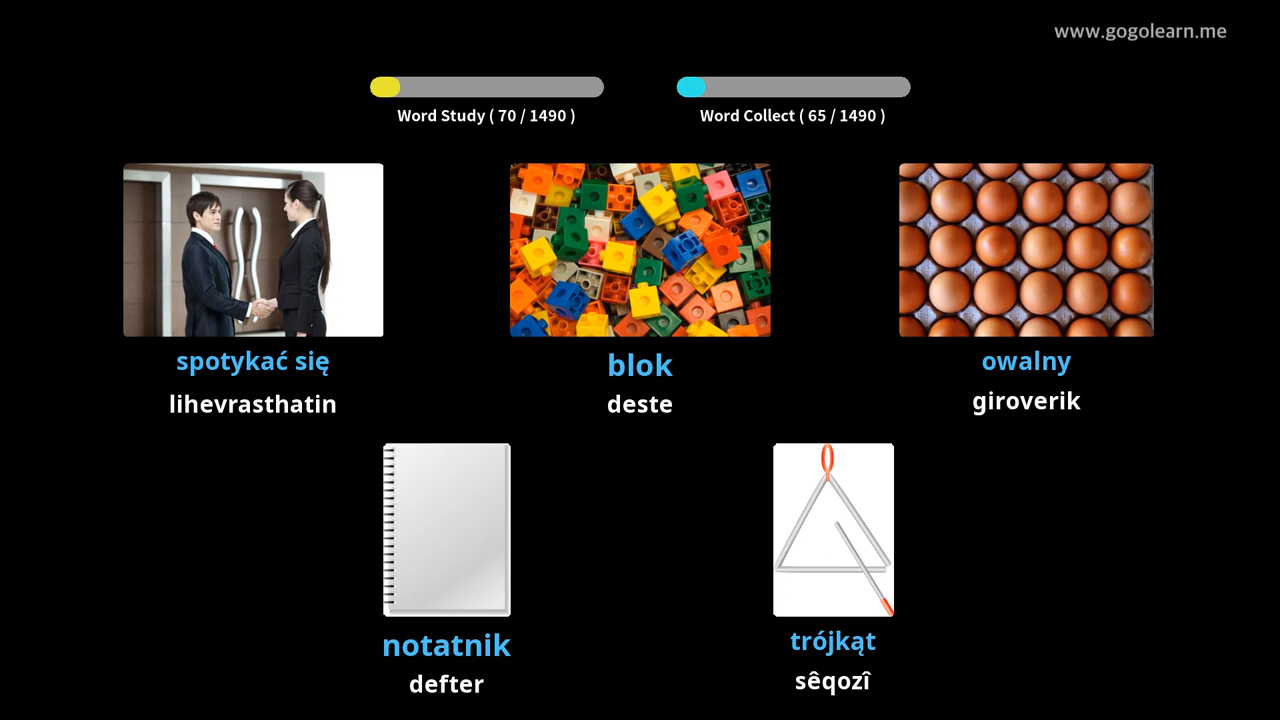 www.gogolearn.me
Word Study ( 70 / 1490 )
Word Collect ( 65 / 1490 )
spotykać się
lihevrasthatin
blok
deste
owalny
giroverik
notatnik
defter
trójkąt
sêqozî